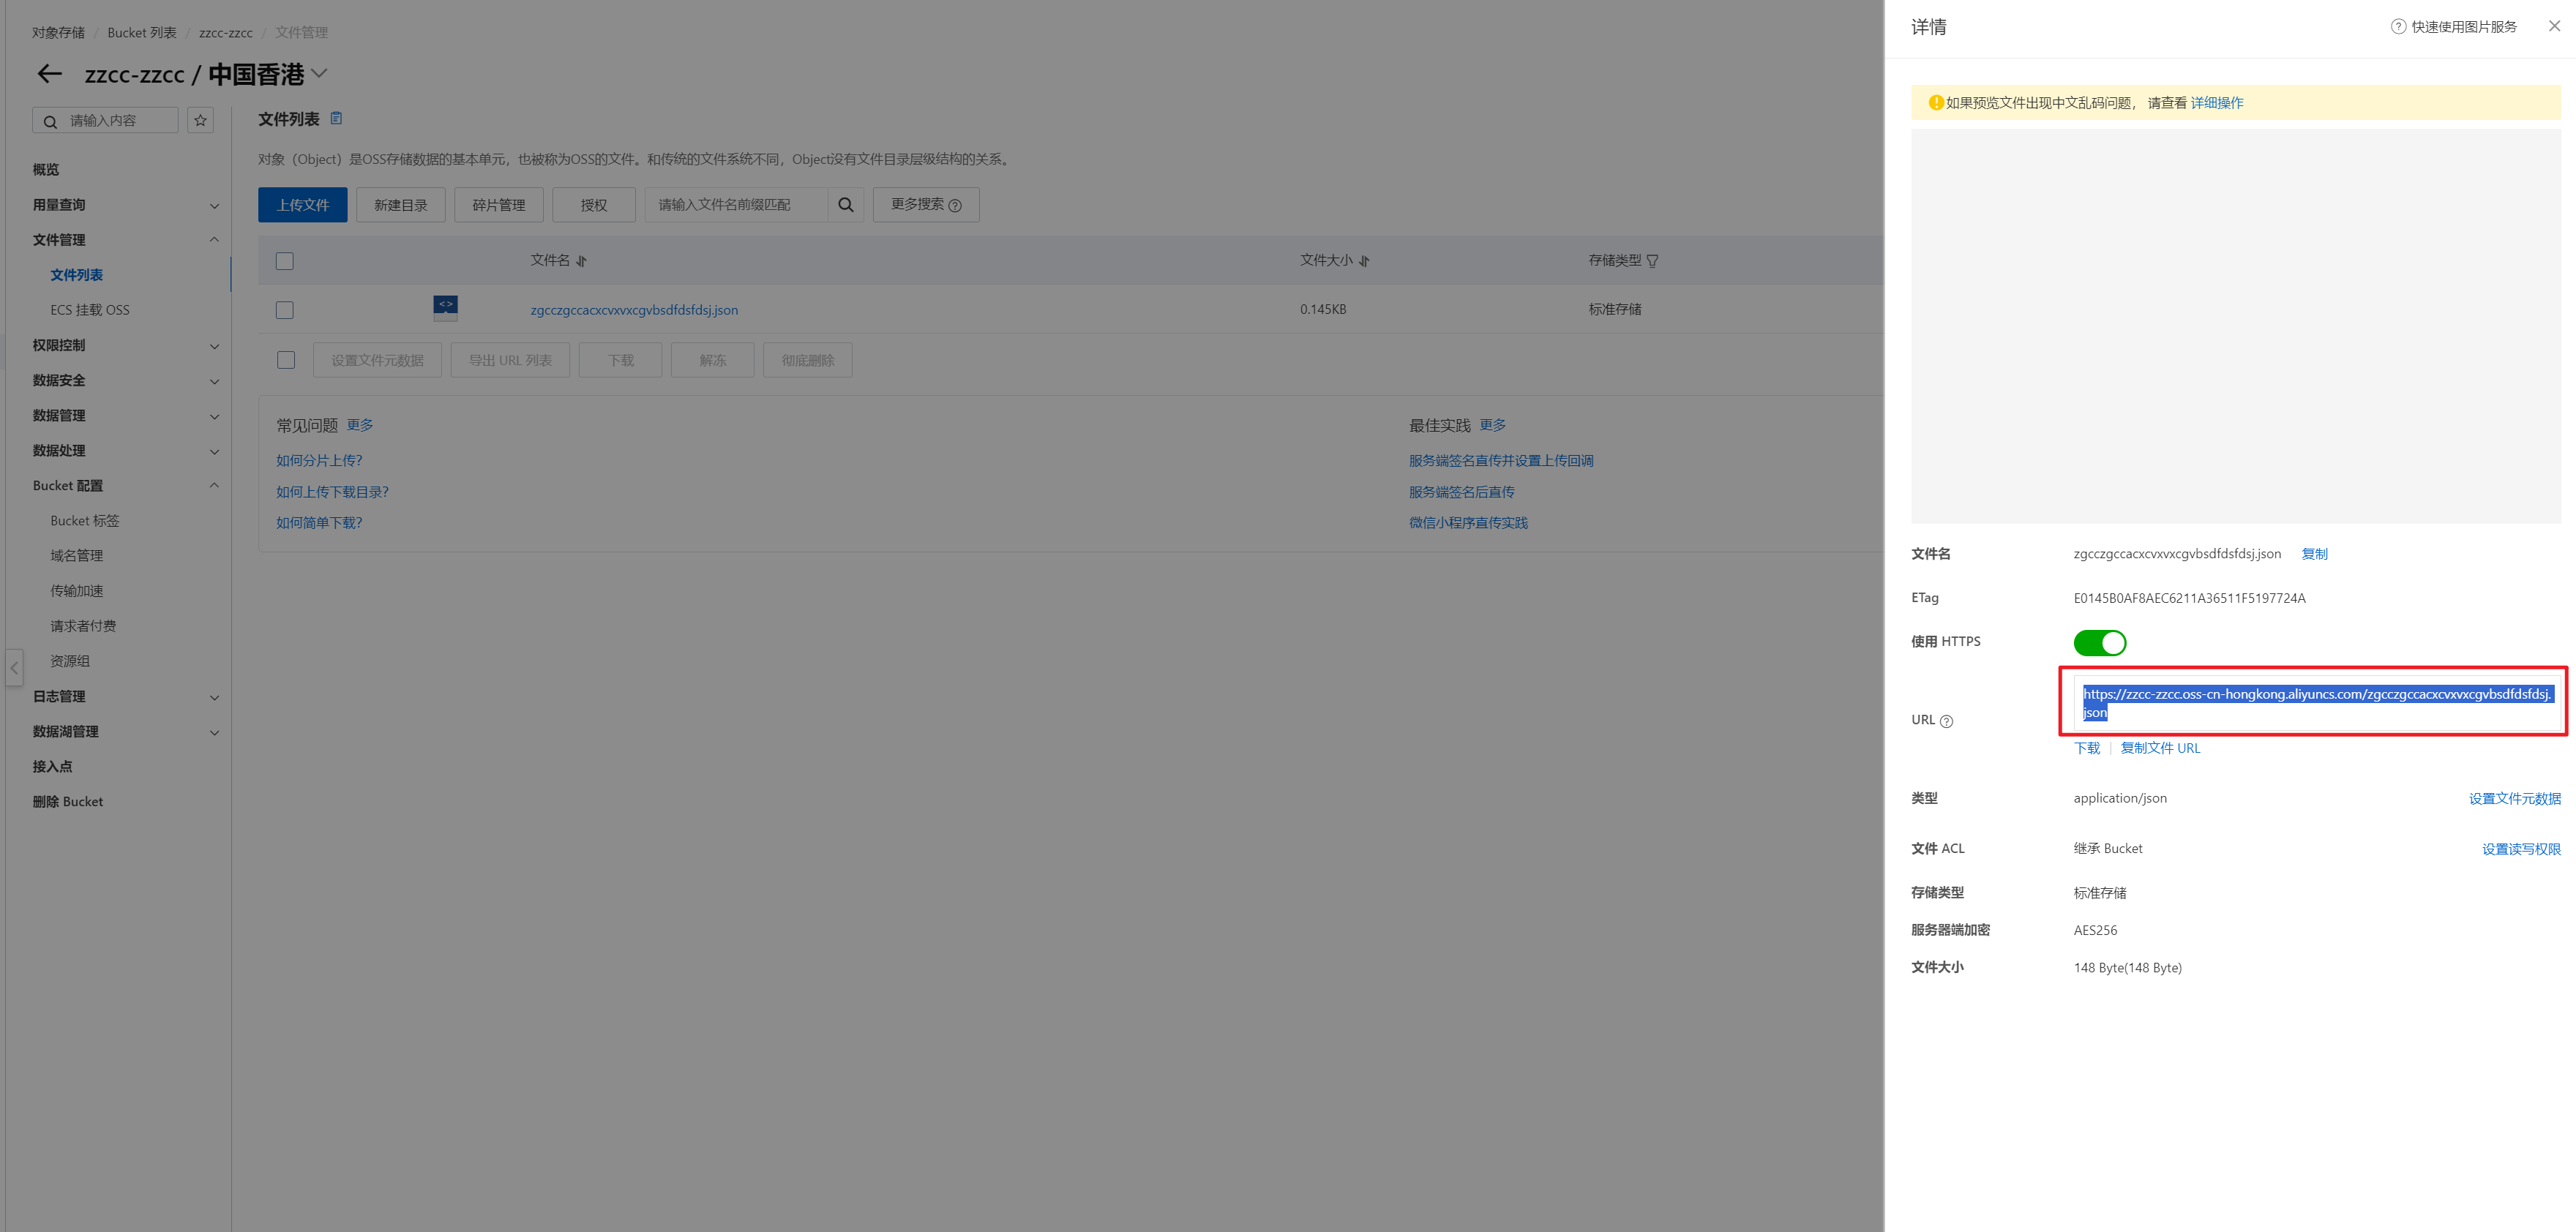 对象存储 / Bucket 列表 / zzcc-zzcc / 文件管理
zzcc-zzcc / 中国香港
请输入内容
概览
用量查询
文件管理
文件列表
ECS 挂载 OSS
权限控制
数据安全
数据管理
数据处理
Bucket 配置
Bucket 标签
域名管理
传输加速
请求者付费
资源组
日志管理
数据湖管理
接入点
删除 Bucket
文件列表
对象（Object）是OSS存储数据的基本单元，也被称为OSS的文件。和传统的文件系统不同，Object没有文件目录层级结构的关系。
上传文件 新建目录 碎片管理 授权 请输入文件名前缀匹配 更多搜索
文件名 文件大小 存储类型
zgcczgccacxcvxvxcgvbsdfdsfdsj.json 0.145KB 标准存储
设置文件元数据 导出 URL 列表 下载 解冻 彻底删除
常见问题 更多
如何分片上传?
如何上传下载目录?
如何简单下载?
最佳实践 更多
服务端签名直传并设置上传回调
服务端签名后直传
微信小程序直传实践
详情 快速使用图片服务
如果预览文件出现中文乱码问题， 请查看 详细操作
文件名 zgcczgccacxcvxvxcgvbsdfdsfdsj.json 复制
ETag E0145B0AF8AEC6211A36511F5197724A
使用 HTTPS
URL https://zzcc-zzcc.oss-cn-hongkong.aliyuncs.com/zgcczgccacxcvxvxcgvbsdfdsfdsj.
json
下载 | 复制文件 URL
类型 application/json 设置文件元数据
文件 ACL 继承 Bucket 设置读写权限
存储类型 标准存储
服务器端加密 AES256
文件大小 148 Byte(148 Byte)